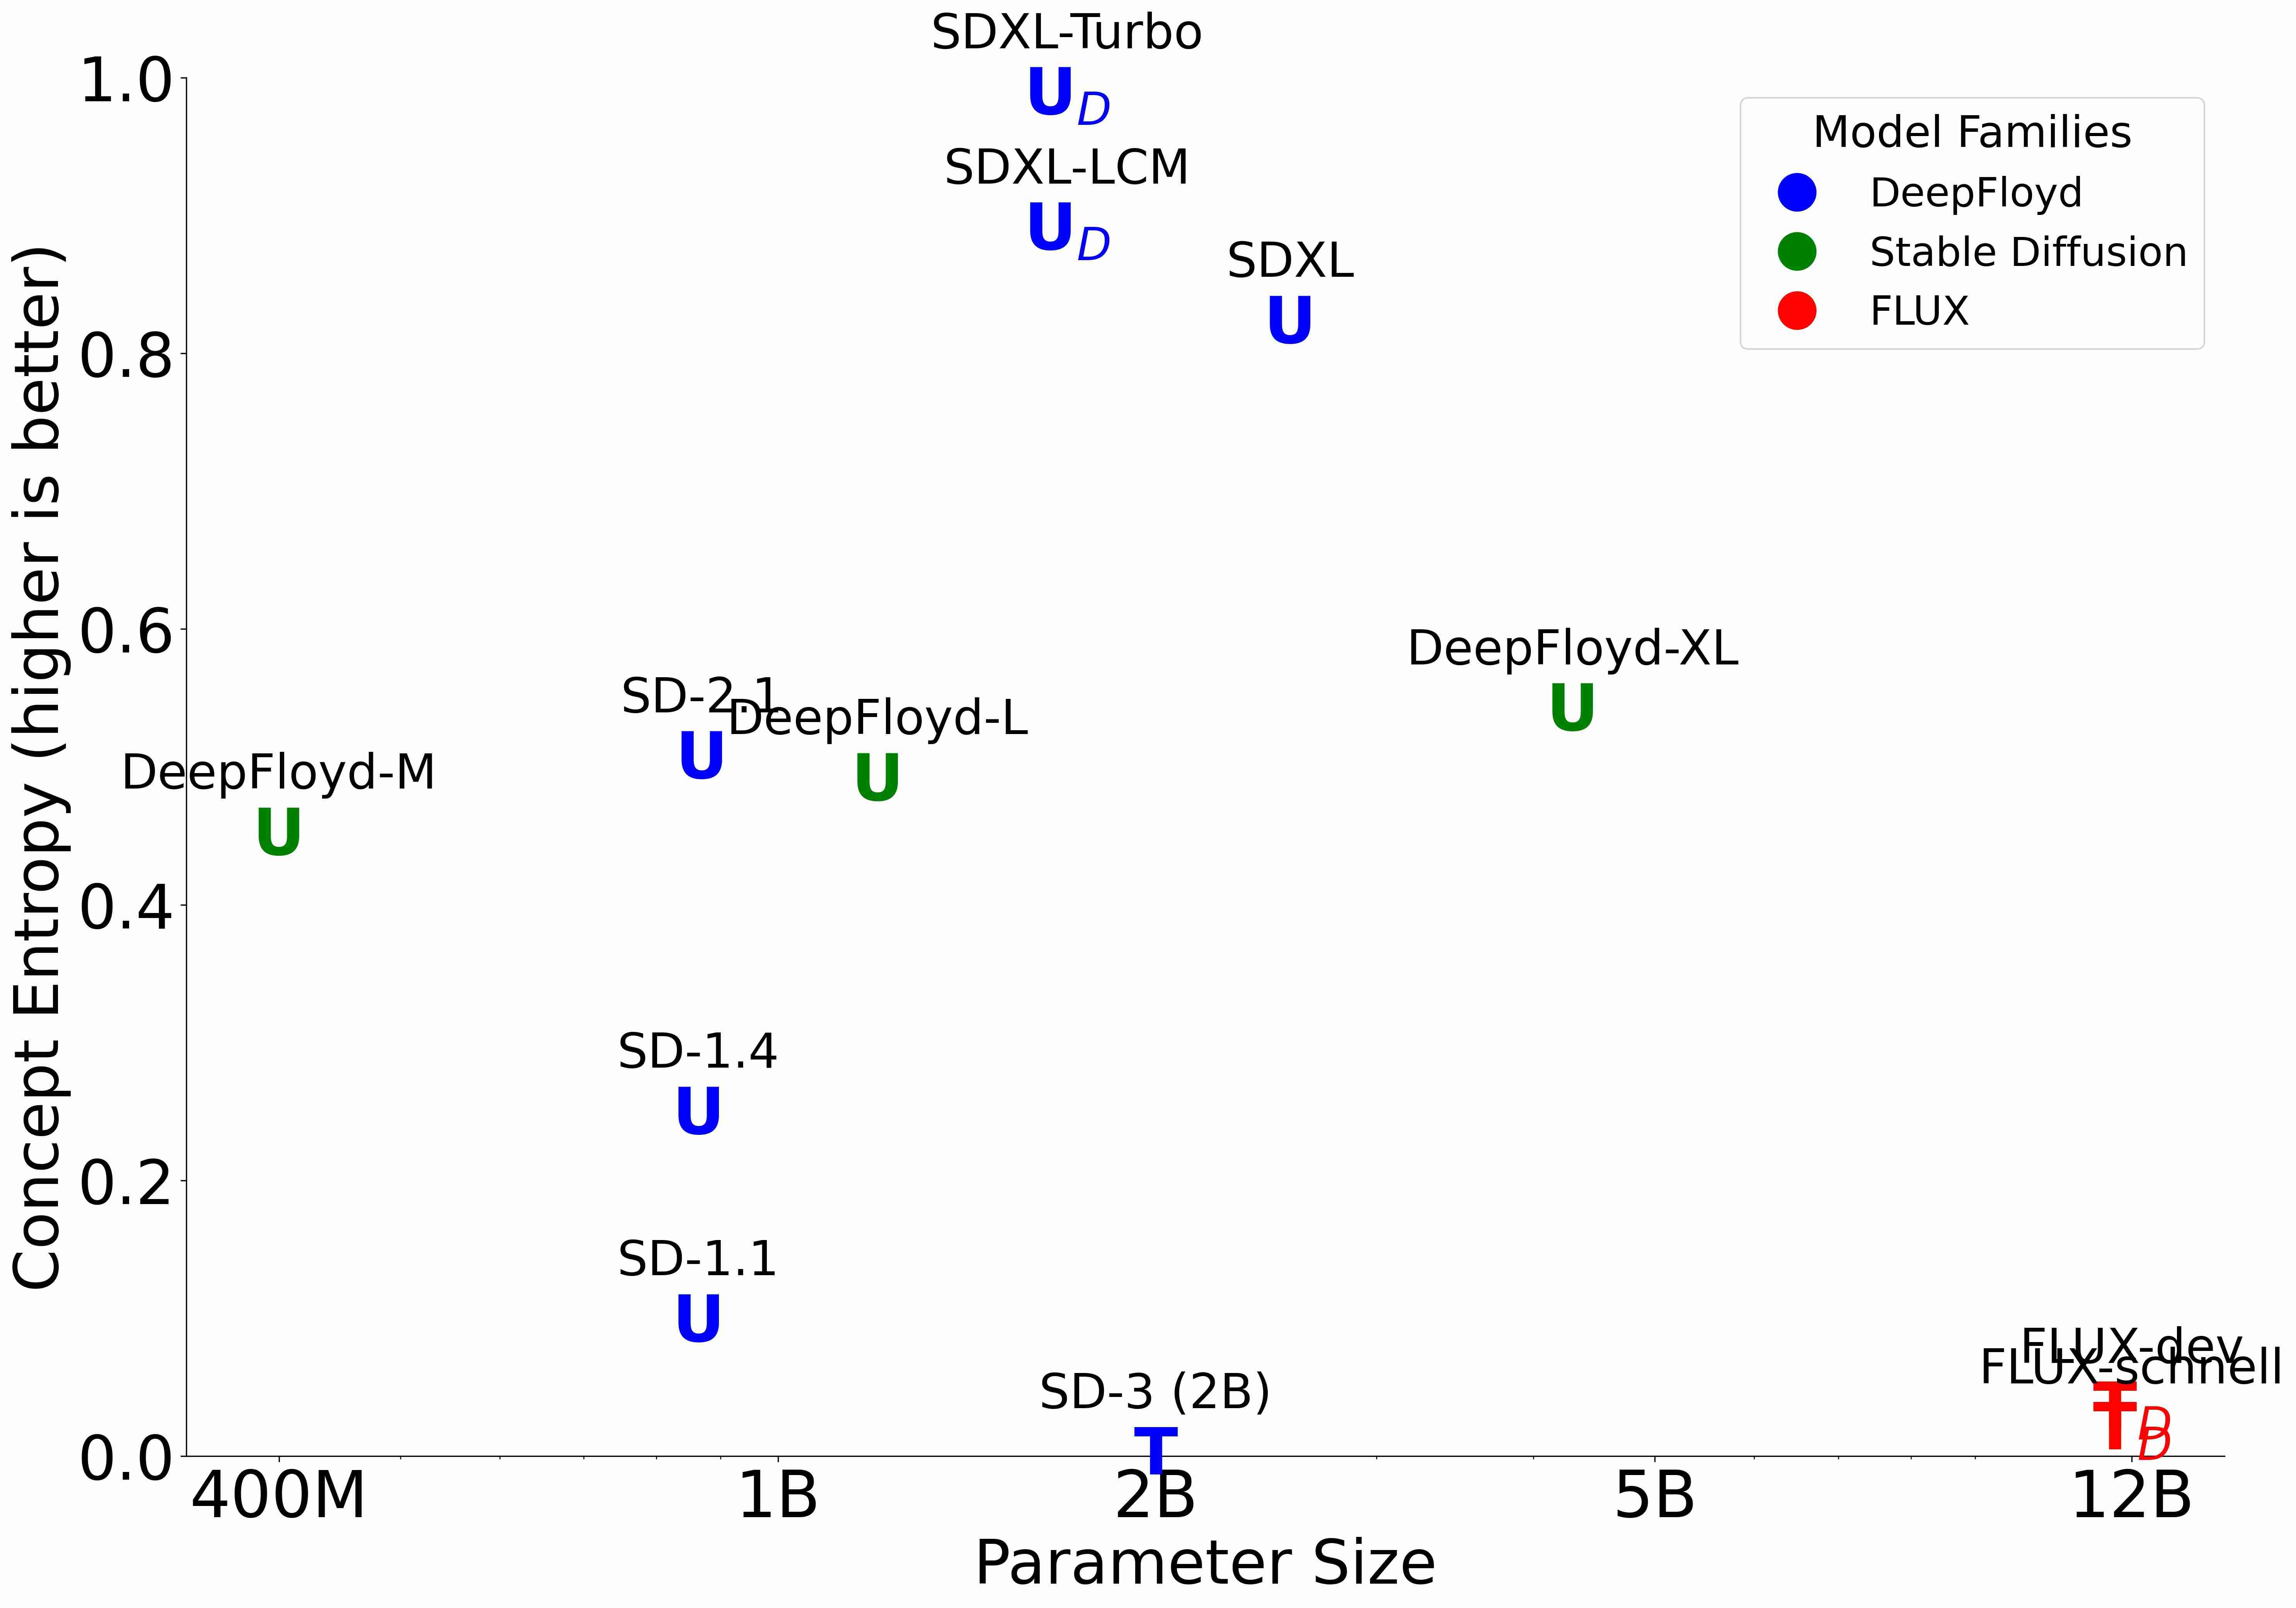 SDXL-Turbo
U_D
1.0
SDXL-LCM
U_D
SDXL
U
Model Families
DeepFloyd
Stable Diffusion
FLUX
Concept Entropy (higher is better)
0.8
0.6
DeepFloyd-XL
U
SD-2.1
U
DeepFloyd-L
U
DeepFloyd-M
U
0.4
SD-1.4
U
0.2
SD-1.1
U
SD-3 (2B)
T
FLUX-dev
FLUX-schnell
T_D
T_D
0.0
400M
1B
2B
5B
12B
Parameter Size